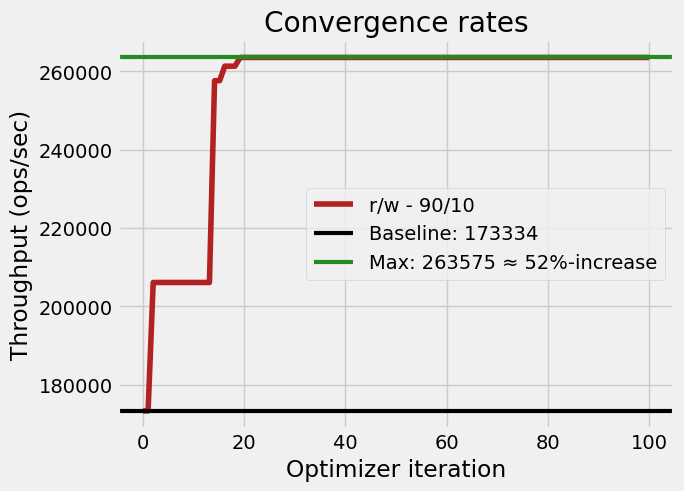 Convergence rates
Throughput (ops/sec)
260000
240000
220000
200000
180000
r/w - 90/10
Baseline: 173334
Max: 263575 ≈ 52%-increase
0
20
40
60
80
100
Optimizer iteration